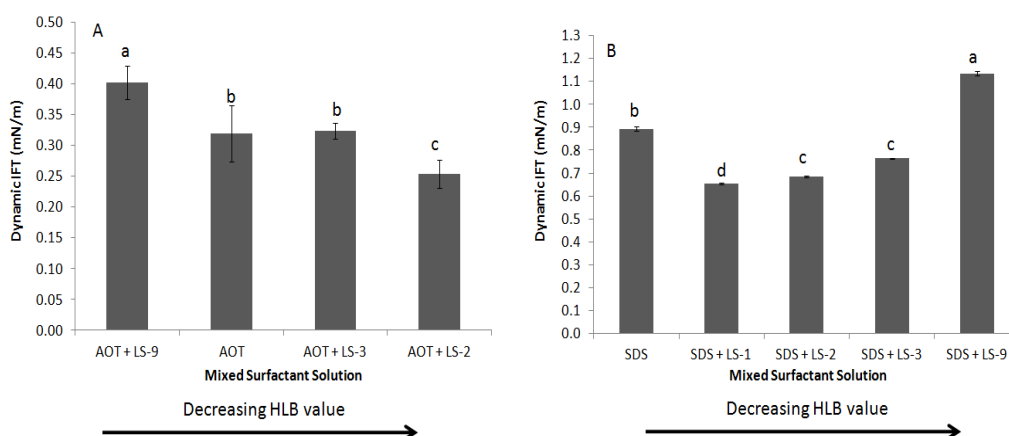 A
Dynamic IFT (mN/m)
0.50
0.45
0.40
0.35
0.30
0.25
0.20
0.15
0.10
0.05
0.00
a
b
b
c
AOT + LS-9 AOT AOT + LS-3 AOT + LS-2
Mixed Surfactant Solution
Decreasing HLB value
B
Dynamic IFT (mN/m)
1.3
1.2
1.1
1.0
0.9
0.8
0.7
0.6
0.5
0.4
0.3
0.2
0.1
0.0
b
d
c
c
a
SDS SDS + LS-1 SDS + LS-2 SDS + LS-3 SDS + LS-9
Mixed Surfactant Solution
Decreasing HLB value